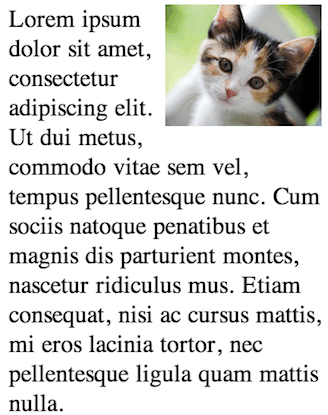 Lorem ipsum
dolor sit amet,
consectetur
adipiscing elit.
Ut dui metus,
commodo vitae sem vel,
tempus pellentesque nunc. Cum
sociis natoque penatibus et
magnis dis parturient montes,
nascetur ridiculus mus. Etiam
consequat, nisi ac cursus mattis,
mi eros lacinia tortor, nec
pellentesque ligula quam mattis
nulla.